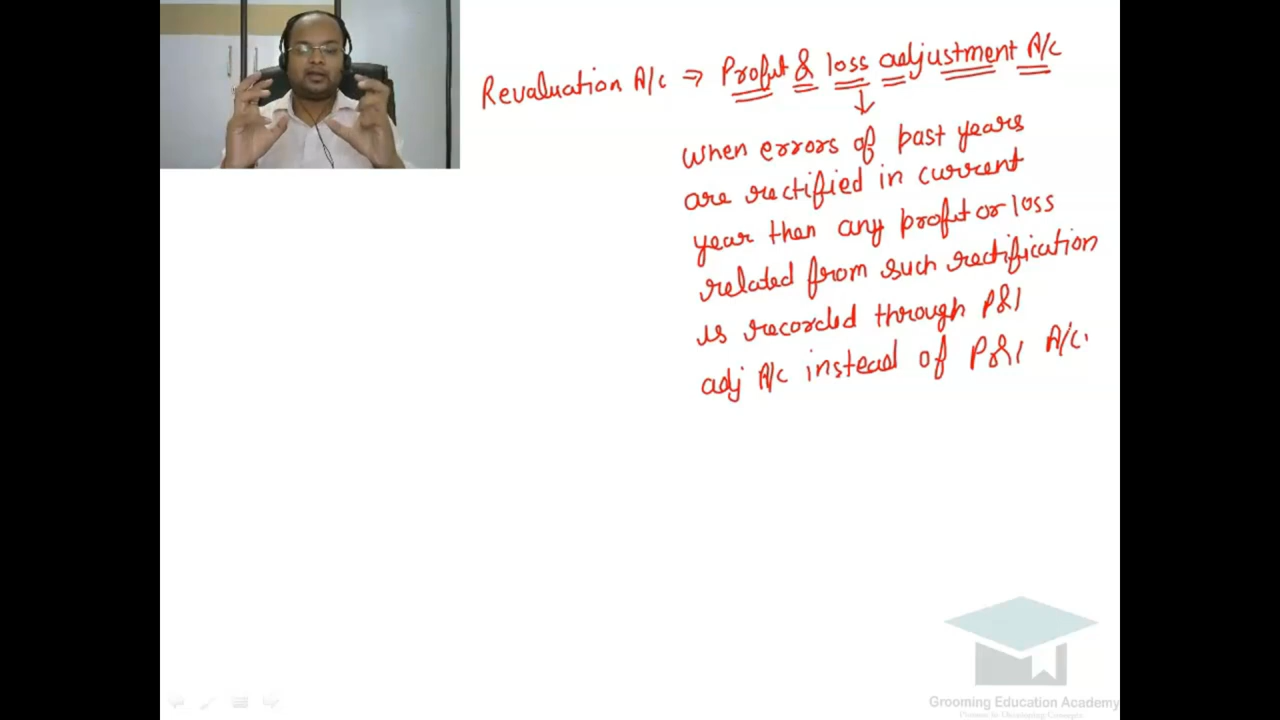 Revaluation A/c ⇒ Profit & loss adjustment A/c
when errors of past years
are rectified in current
year then any profit or loss
related from such rectification
is recorded through P&l
adj A/c instead of P&l A/c.
Grooming Education Academy